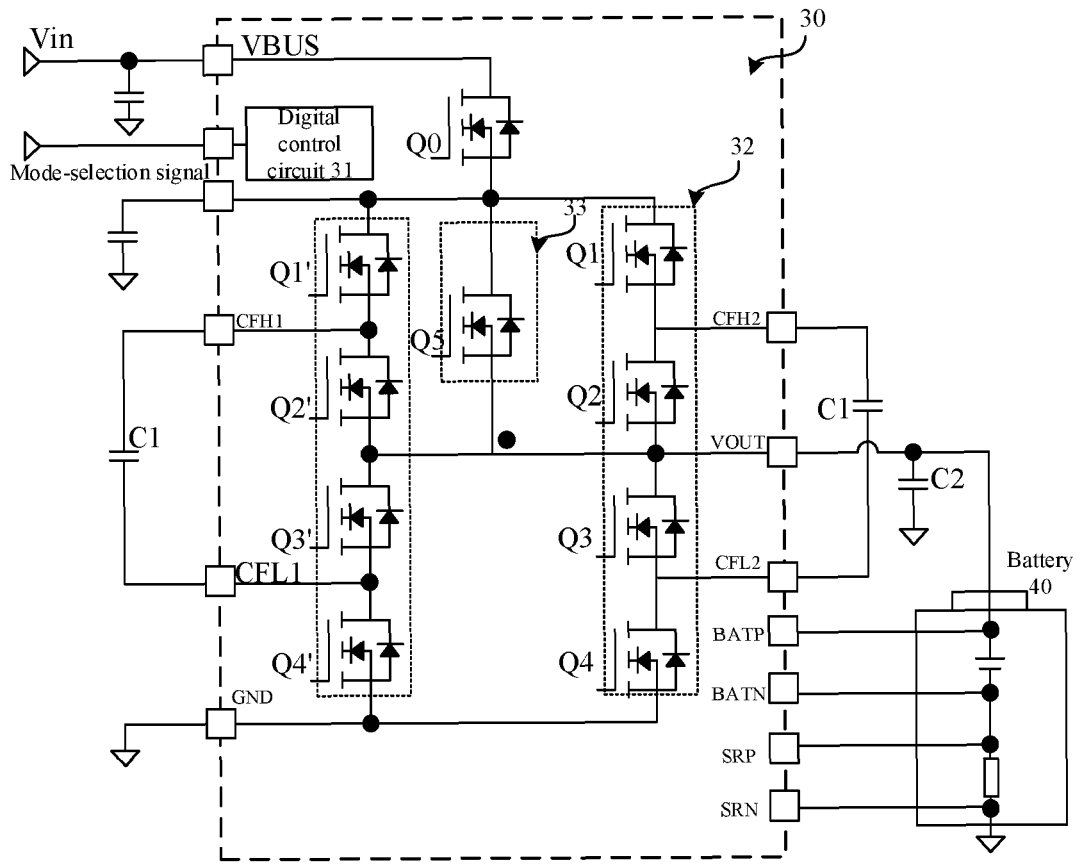 30
Vin
VBUS
Digital
control
circuit 31
Q0
Mode-selection signal
32
33
Q1'
Q1
CFH1
CFH2
Q5
Q2'
Q2
C1
C1
VOUT
C2
Q3'
Q3
CFL1
CFL2
Battery
40
BATP
Q4'
Q4
GND
BATN
SRP
SRN